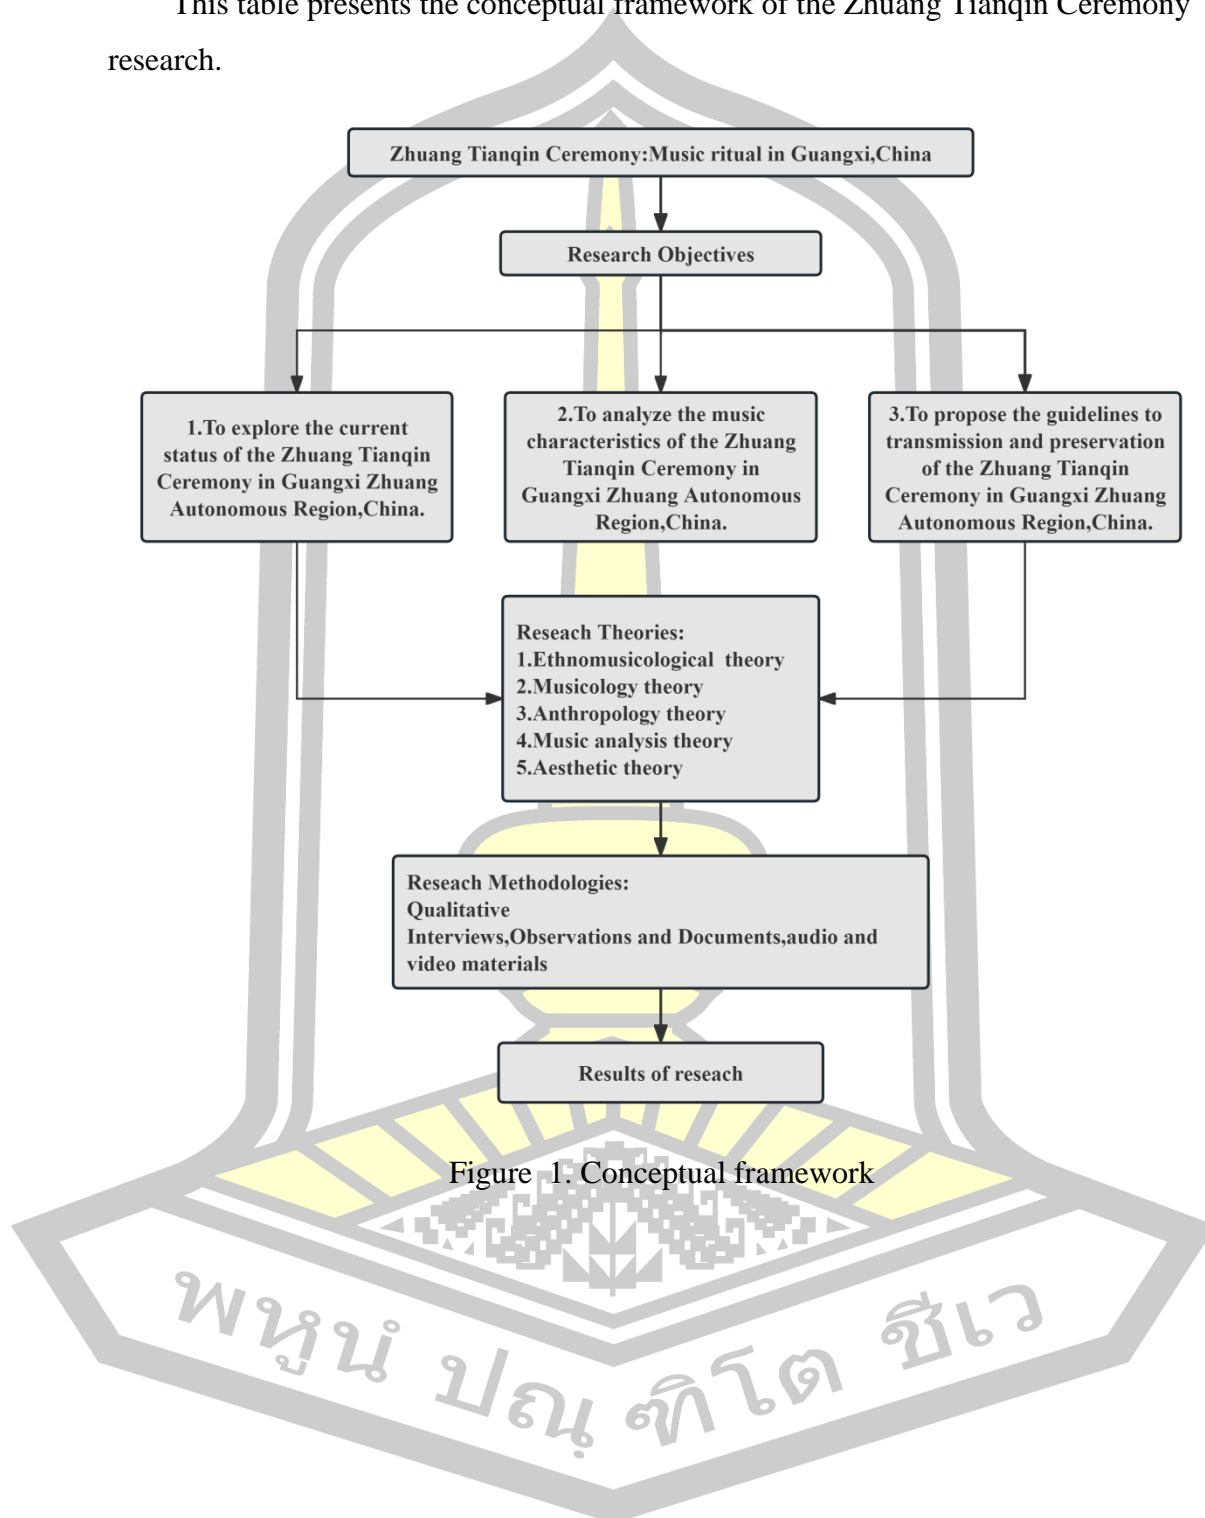 This table presents the conceptual framework of the Zhuang Tianqin Ceremony
research.
Zhuang Tianqin Ceremony:Music ritual in Guangxi,China
Research Objectives
1.To explore the current
status of the Zhuang Tianqin
Ceremony in Guangxi Zhuang
Autonomous Region,China.
2.To analyze the music
characteristics of the Zhuang
Tianqin Ceremony in
Guangxi Zhuang Autonomous
Region,China.
3.To propose the guidelines to
transmission and preservation
of the Zhuang Tianqin
Ceremony in Guangxi Zhuang
Autonomous Region,China.
Reseach Theories:
1.Ethnomusicological theory
2.Musicology theory
3.Anthropology theory
4.Music analysis theory
5.Aesthetic theory
Reseach Methodologies:
Qualitative
Interviews,Observations and Documents,audio and
video materials
Results of reseach
Figure 1. Conceptual framework
พหูนํ ปณฺฑิโต ชีเว